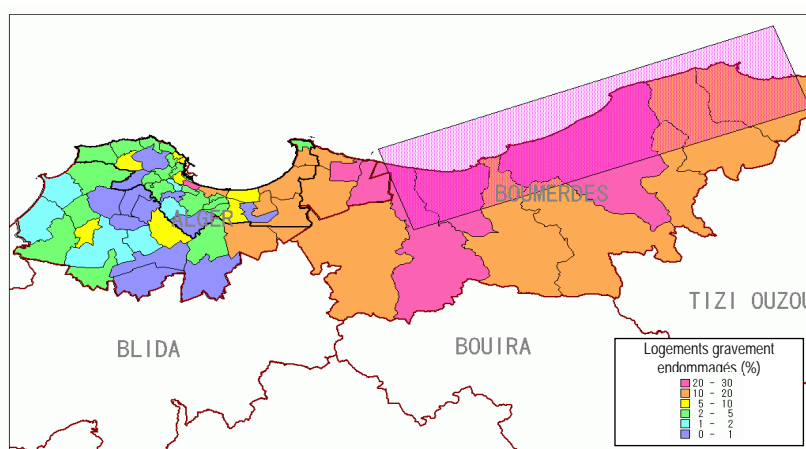 BOUMERDES
ALGER
TIZI OUZOU
BLIDA
BOUIRA
Logements gravement
endommagés (%)
20 - 30
10 - 20
5 - 10
2 - 5
1 - 2
0 - 1